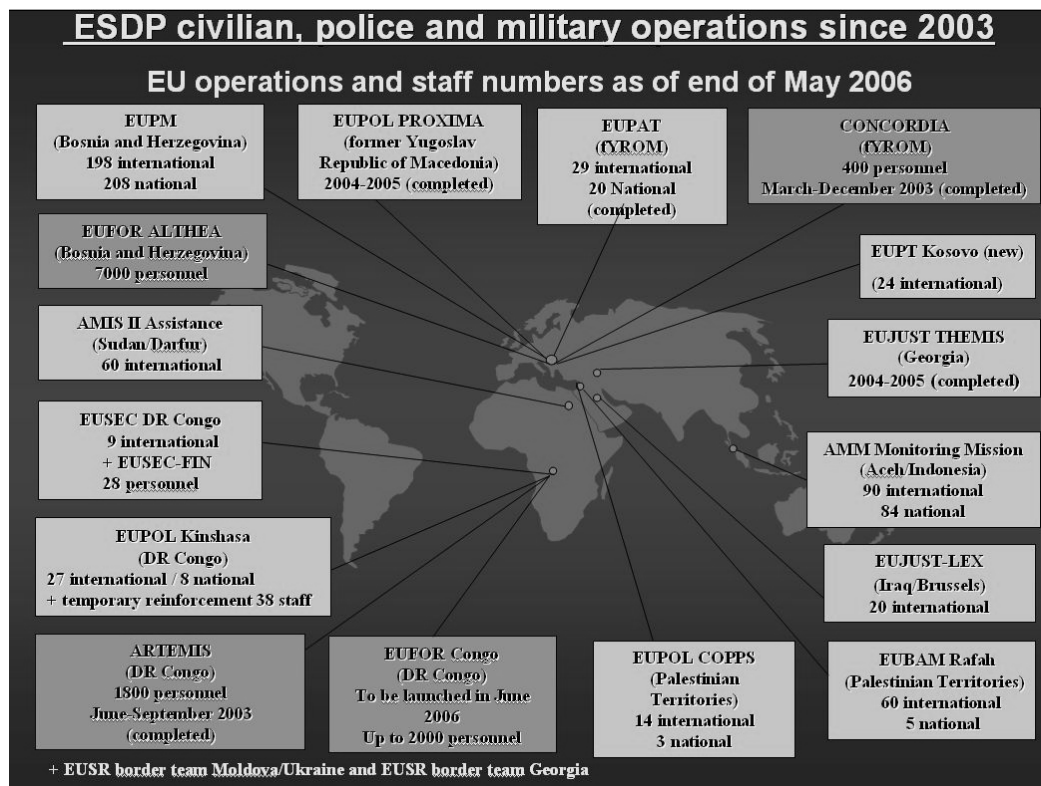 ESDP civilian, police and military operations since 2003
EU operations and staff numbers as of end of May 2006
EUPM
(Bosnia and Herzegovina)
198 international
208 national
EUPOL PROXIMA
(former Yugoslav
Republic of Macedonia)
2004-2005 (completed)
EUPAT
(fYROM)
29 international
20 National
(completed)
CONCORDIA
(fYROM)
400 personnel
March-December 2003 (completed)
EUFOR ALTHEA
(Bosnia and Herzegovina)
7000 personnel
EUPT Kosovo (new)
(24 international)
AMIS II Assistance
(Sudan/Darfur)
60 international
EUJUST THEMIS
(Georgia)
2004-2005 (completed)
EUSEC DR Congo
9 international
+ EUSEC-FIN
28 personnel
AMM Monitoring Mission
(Aceh/Indonesia)
90 international
84 national
EUPOL Kinshasa
(DR Congo)
27 international / 8 national
+ temporary reinforcement 38 staff
EUJUST-LEX
(Iraq/Brussels)
20 international
ARTEMIS
(DR Congo)
1800 personnel
June-September 2003
(completed)
EUFOR Congo
(DR Congo)
To be launched in June
2006
Up to 2000 personnel
EUPOL COPPS
(Palestinian
Territories)
14 international
3 national
EUBAM Rafah
(Palestinian Territories)
60 international
5 national
+ EUSR border team Moldova/Ukraine and EUSR border team Georgia